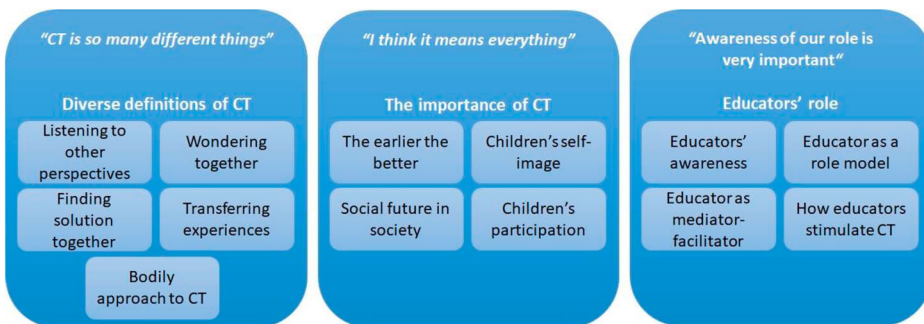 "CT is so many different things"
Diverse definitions of CT
Listening to
other
perspectives
Wondering
together
Finding
solution
together
Transferring
experiences
Bodily
approach to CT
"I think it means everything"
The importance of CT
The earlier the
better
Children's self-
image
Social future in
society
Children's
participation
"Awareness of our role is
very important"
Educators' role
Educators'
awareness
Educator as a
role model
Educator as
mediator-
facilitator
How educators
stimulate CT